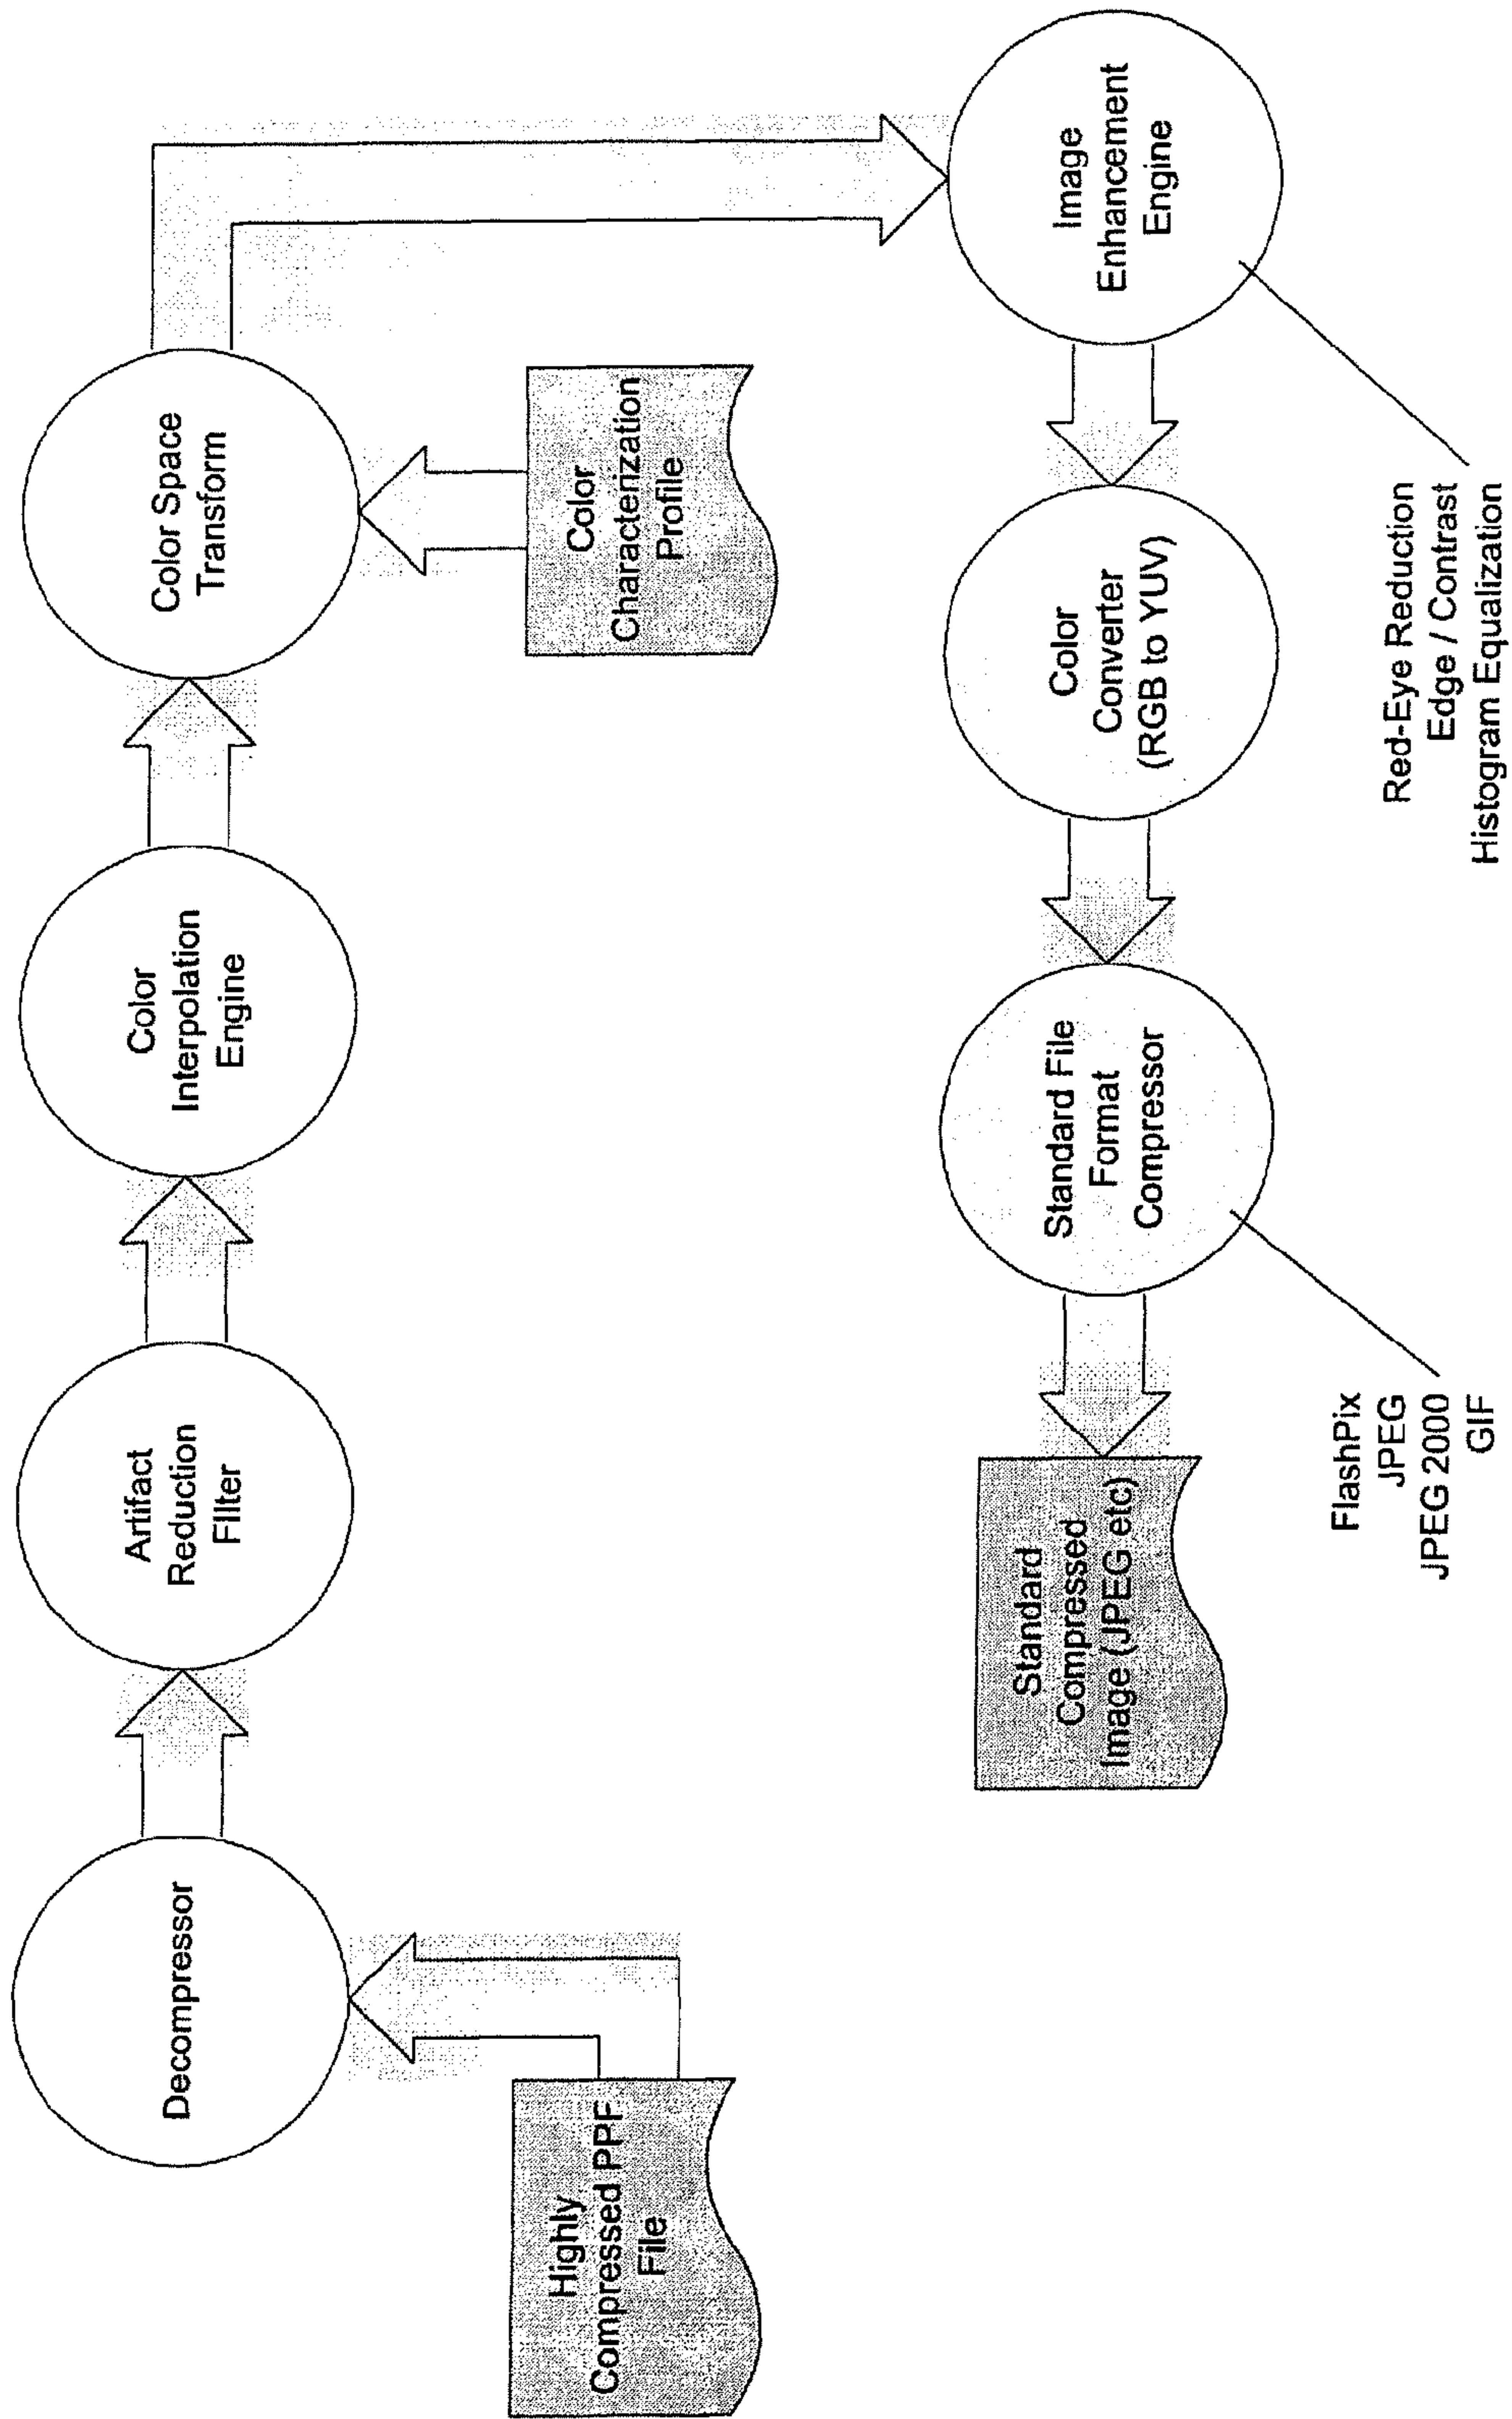 Decompressor
Artifact
Reduction
FIlter
Color
Interpolation
Engine
Color Space
Transform
Highly
Compressed PPF
File
Color
Characterization
Profile
Standard
Compressed
Image (JPEG etc)
Standard File
Format
Compressor
Color
Converter
(RGB to YUV)
Image
Enhancement
Engine
FlashPix
JPEG
JPEG 2000
GIF
Red-Eye Reduction
Edge / Contrast
Histogram Equalization